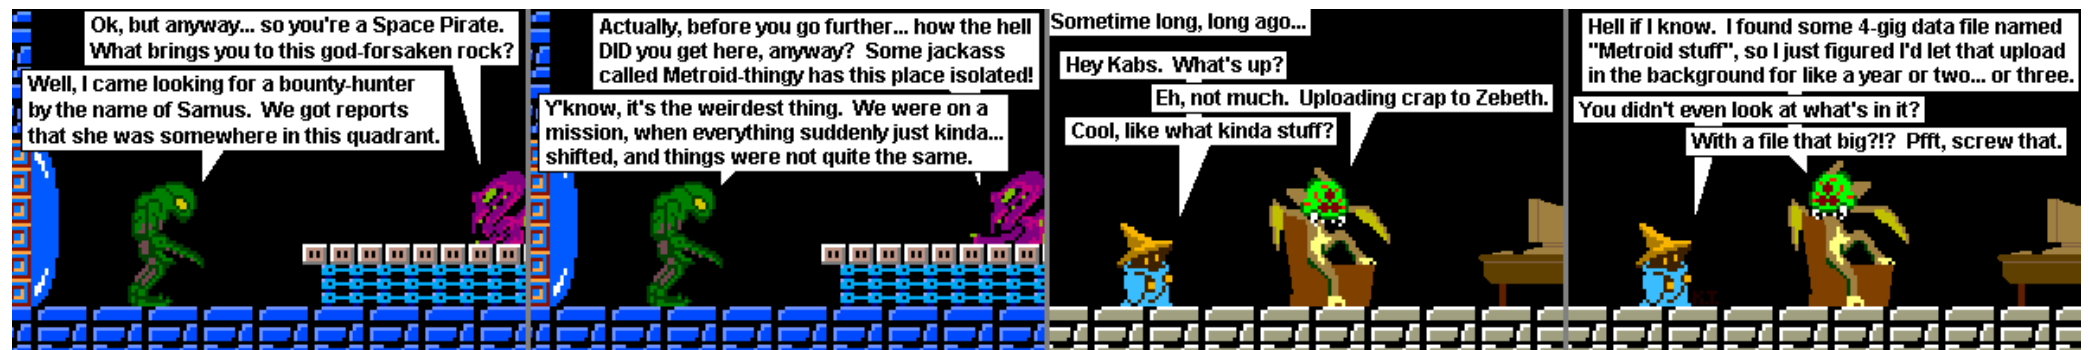 Ok, but anyway... so you're a Space Pirate.
What brings you to this god-forsaken rock?
Well, I came looking for a bounty-hunter
by the name of Samus.  We got reports
that she was somewhere in this quadrant.
Actually, before you go further... how the hell
DID you get here, anyway?  Some jackass
called Metroid-thingy has this place isolated!
Y'know, it's the weirdest thing.  We were on a
mission, when everything suddenly just kinda...
shifted, and things were not quite the same.
Sometime long, long ago...
Hey Kabs.  What's up?
Eh, not much.  Uploading crap to Zebeth.
Cool, like what kinda stuff?
Hell if I know.  I found some 4-gig data file named
"Metroid stuff", so I just figured I'd let that upload
in the background for like a year or two... or three.
You didn't even look at what's in it?
With a file that big?!?  Pfft, screw that.